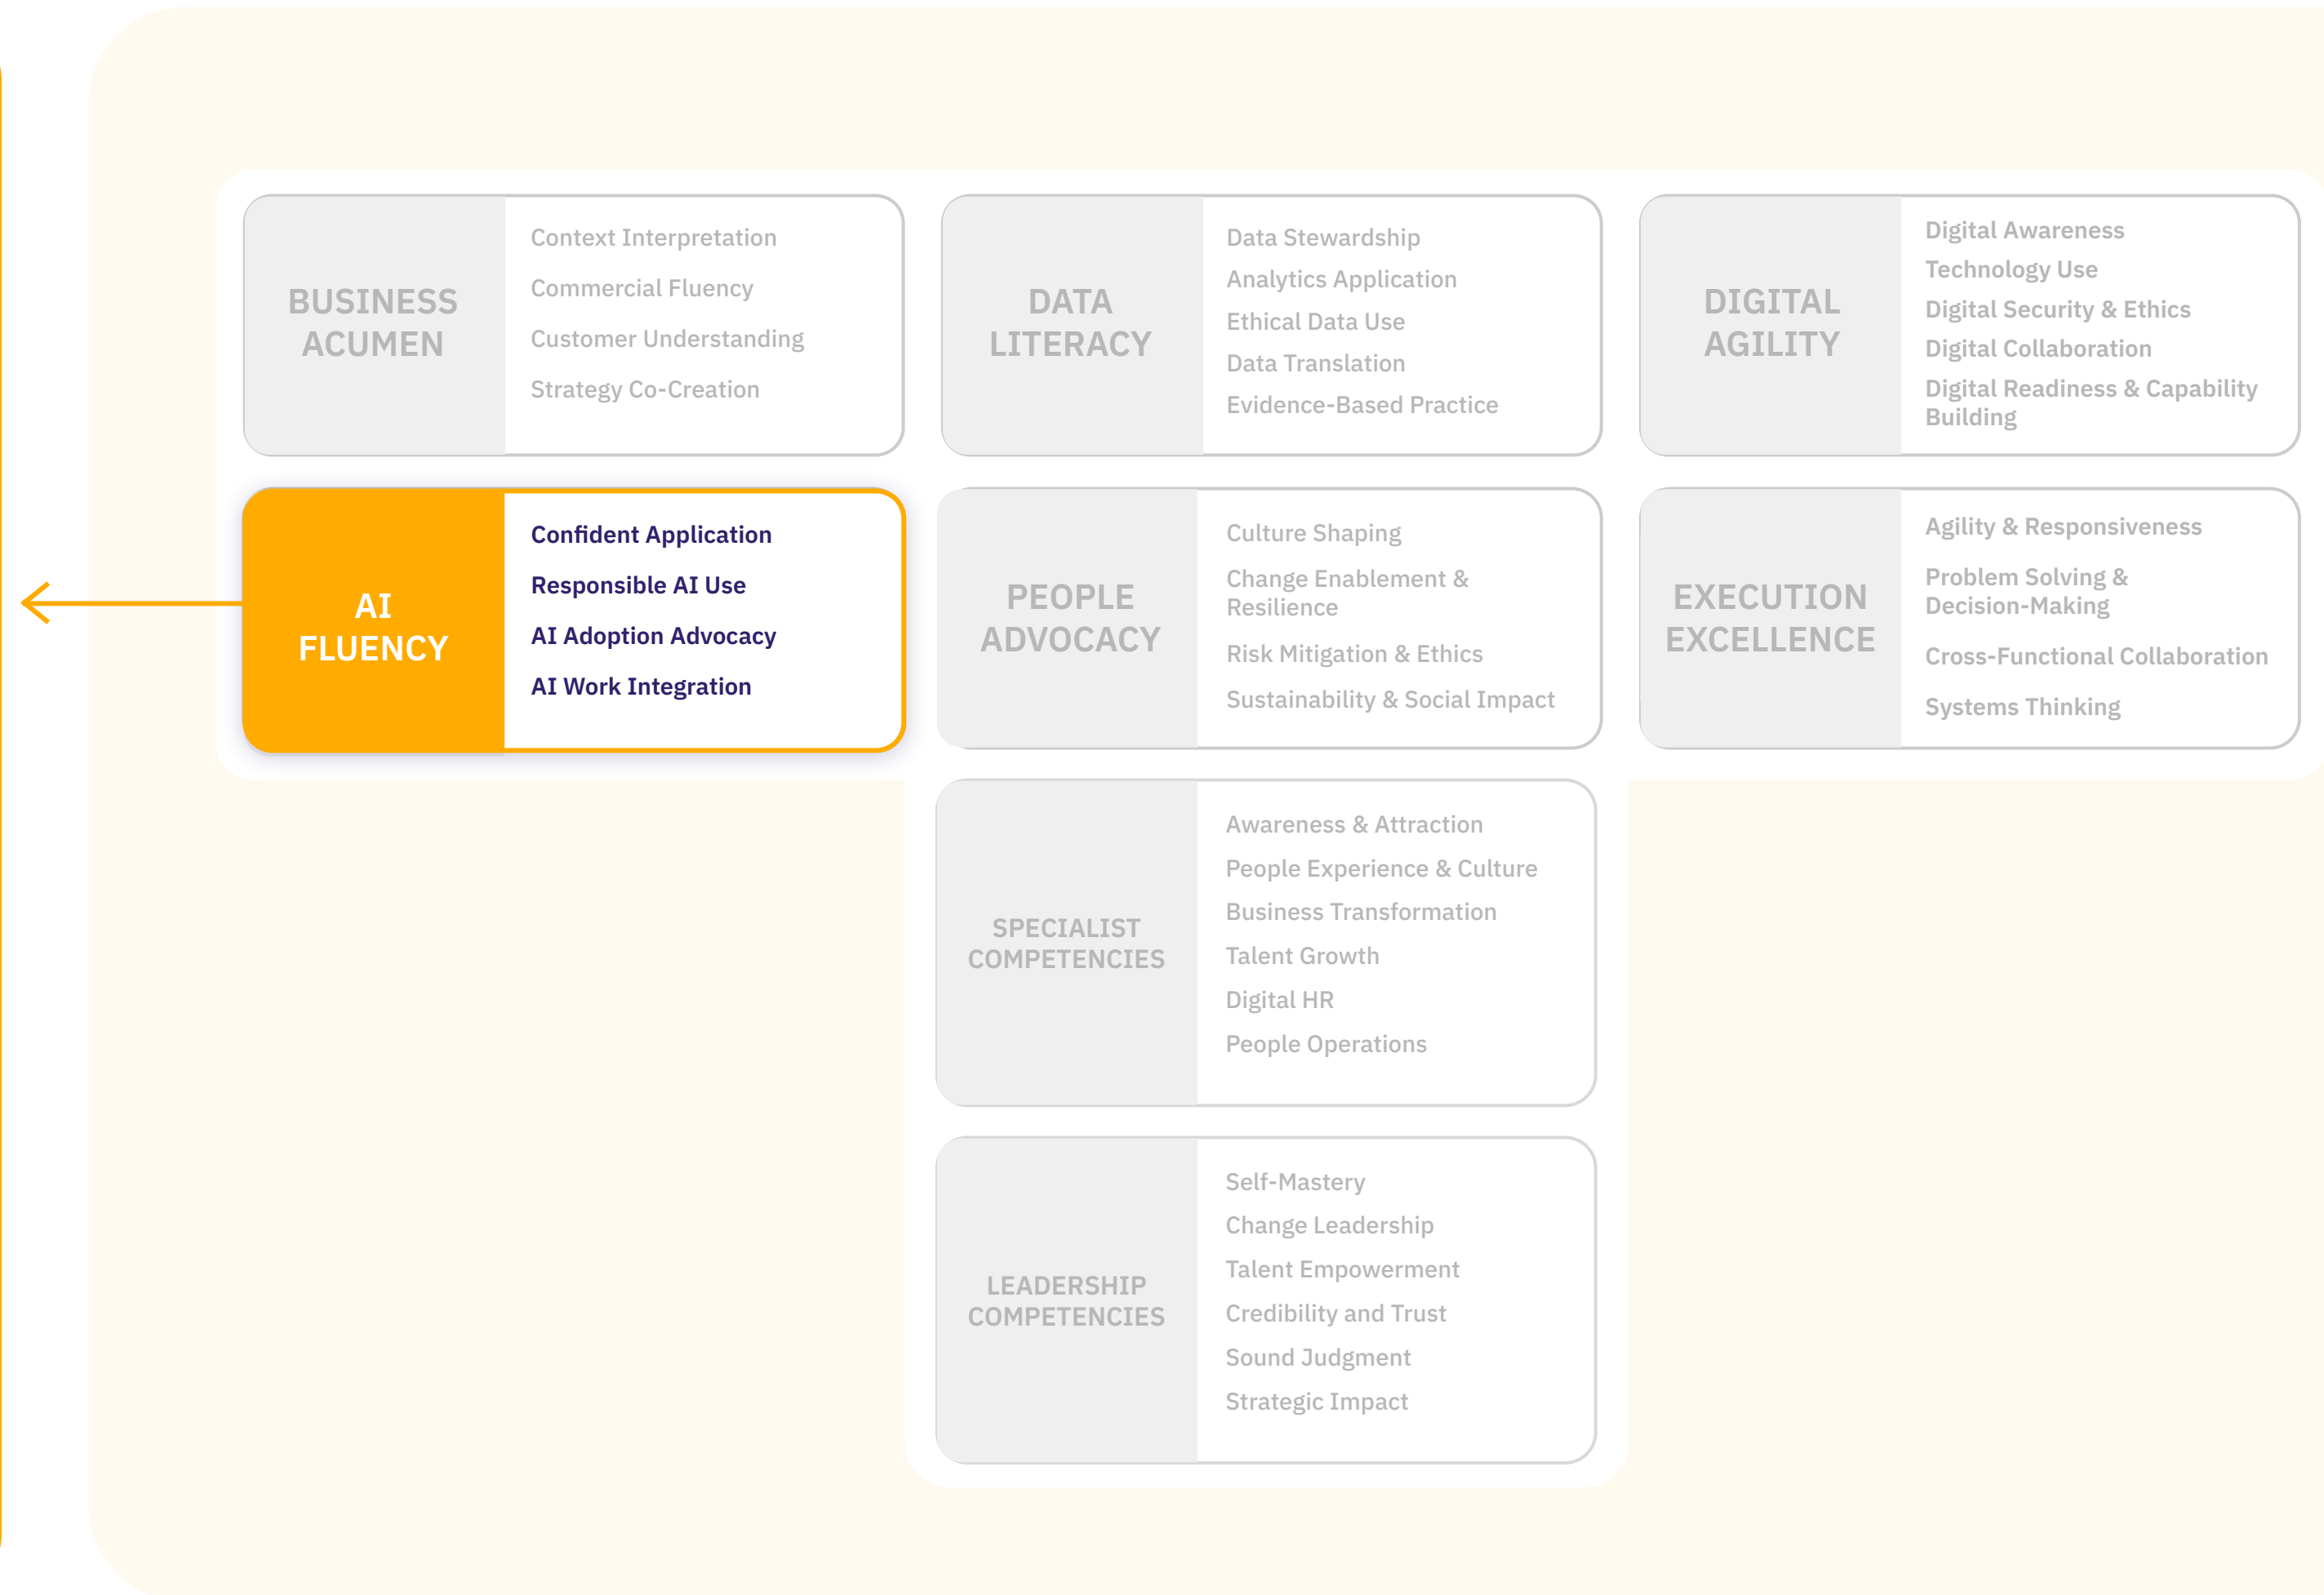 BUSINESS
ACUMEN
Context Interpretation
Commercial Fluency
Customer Understanding
Strategy Co-Creation
DATA
LITERACY
Data Stewardship
Analytics Application
Ethical Data Use
Data Translation
Evidence-Based Practice
DIGITAL
AGILITY
Digital Awareness
Technology Use
Digital Security & Ethics
Digital Collaboration
Digital Readiness & Capability
Building
AI
FLUENCY
Confident Application
Responsible AI Use
AI Adoption Advocacy
AI Work Integration
PEOPLE
ADVOCACY
Culture Shaping
Change Enablement &
Resilience
Risk Mitigation & Ethics
Sustainability & Social Impact
EXECUTION
EXCELLENCE
Agility & Responsiveness
Problem Solving &
Decision-Making
Cross-Functional Collaboration
Systems Thinking
SPECIALIST
COMPETENCIES
Awareness & Attraction
People Experience & Culture
Business Transformation
Talent Growth
Digital HR
People Operations
LEADERSHIP
COMPETENCIES
Self-Mastery
Change Leadership
Talent Empowerment
Credibility and Trust
Sound Judgment
Strategic Impact